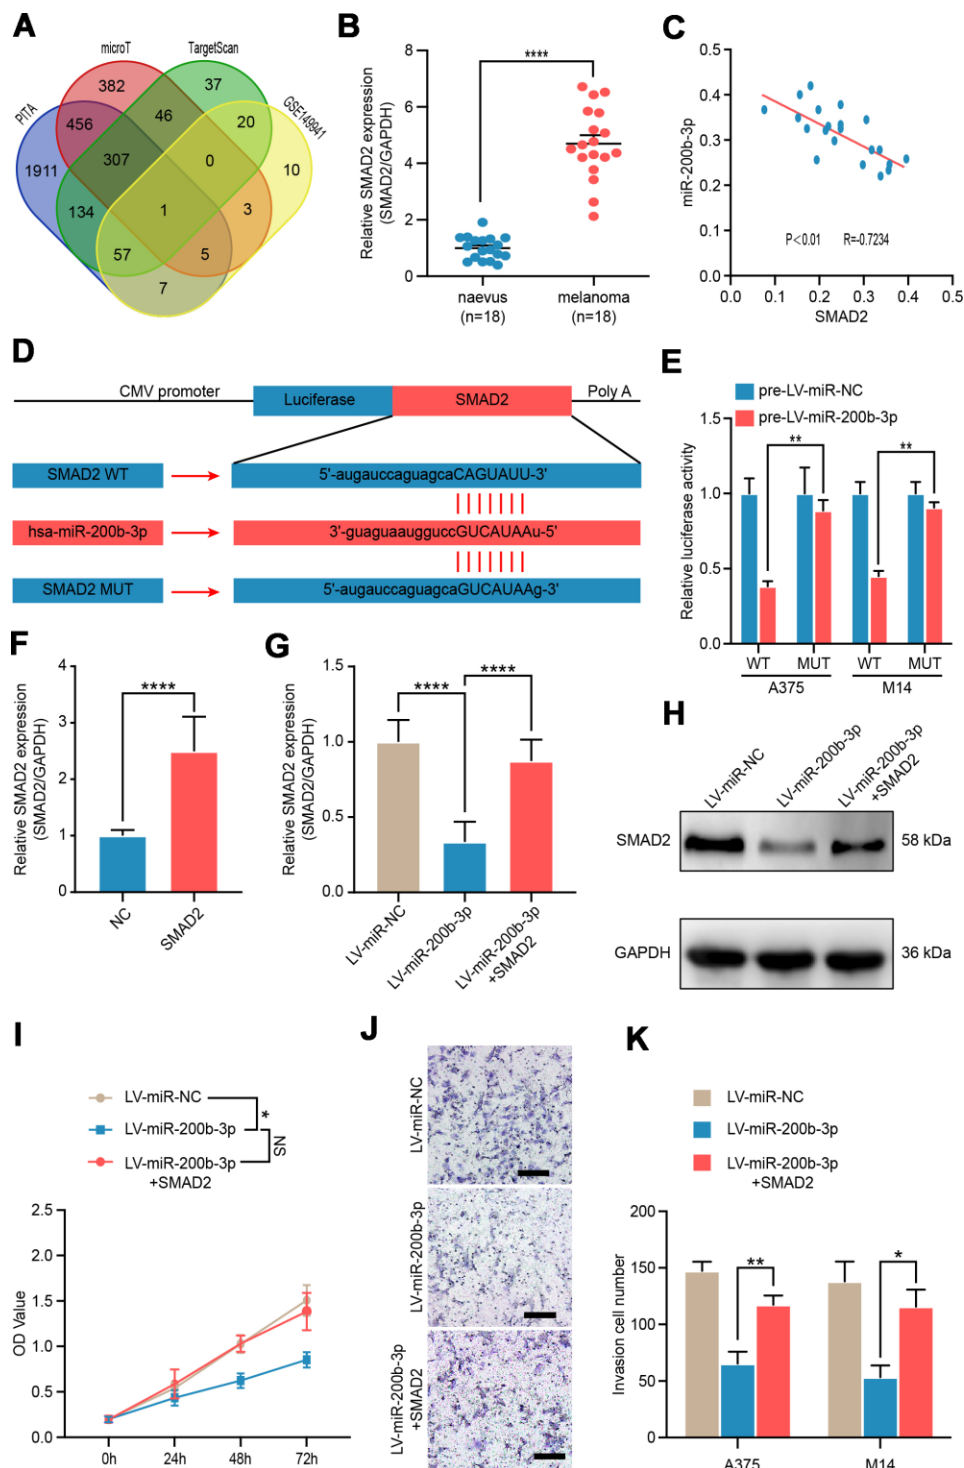 A
microT
TargetScan
PITA
GSE149941
382
37
456
46
20
1911
307
0
10
134
1
3
57
5
7
B
Relative SMAD2 expression
(SMAD2/GAPDH)
8
6
4
2
0
****
naevus
(n=18)
melanoma
(n=18)
C
miR-200b-3p
0.5
0.4
0.3
0.2
0.0
P<0.01
R=-0.7234
0.0
0.1
0.2
0.3
0.4
0.5
SMAD2
D
CMV promoter
Luciferase
SMAD2
Poly A
SMAD2 WT
5'-augauccaguagcaCAGUAUU-3'
hsa-miR-200b-3p
3'-guaguaaugguccGUCAUAAu-5'
SMAD2 MUT
5'-augauccaguagcaGUCAUAAg-3'
E
pre-LV-miR-NC
pre-LV-miR-200b-3p
Relative luciferase activity
1.5
1.0
0.5
0.0
**
**
WT
MUT
WT
MUT
A375
M14
F
Relative SMAD2 expression
(SMAD2/GAPDH)
4
3
2
1
0
****
NC
SMAD2
G
Relative SMAD2 expression
(SMAD2/GAPDH)
1.5
1.0
0.5
0.0
****
****
LV-miR-NC
LV-miR-200b-3p
LV-miR-200b-3p
+SMAD2
H
LV-miR-NC
LV-miR-200b-3p
LV-miR-200b-3p
+SMAD2
SMAD2
58 kDa
GAPDH
36 kDa
I
LV-miR-NC
LV-miR-200b-3p
LV-miR-200b-3p
+SMAD2
*
NS
OD Value
2.5
2.0
1.5
1.0
0.5
0.0
0h
24h
48h
72h
J
LV-miR-NC
LV-miR-200b-3p
LV-miR-200b-3p
+SMAD2
K
LV-miR-NC
LV-miR-200b-3p
LV-miR-200b-3p
+SMAD2
Invasion cell number
200
150
100
50
0
**
*
A375
M14